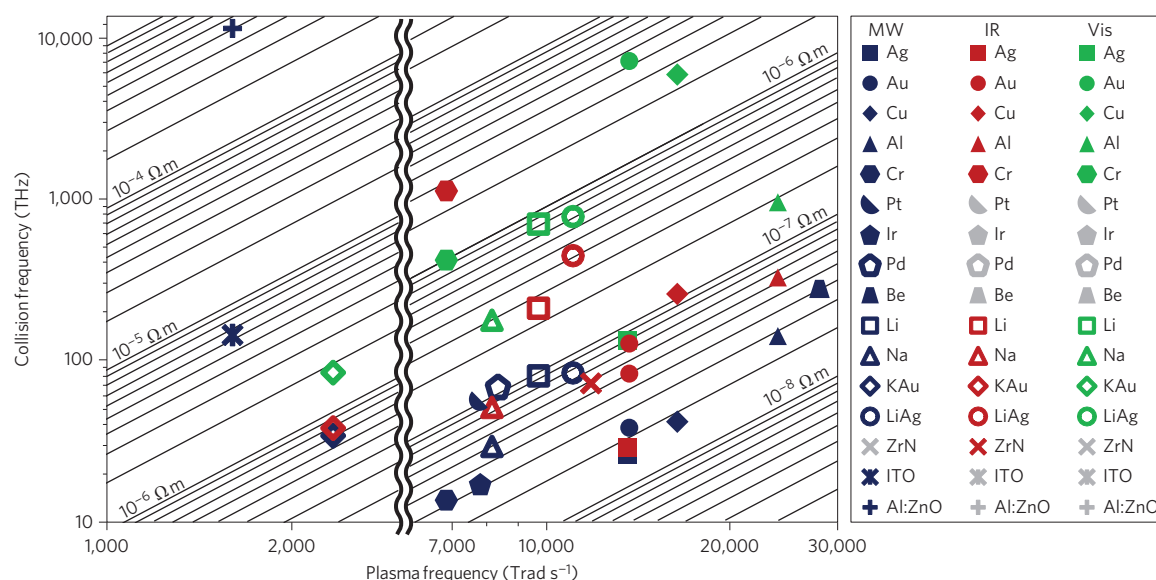 10,000
1,000
100
10
Collision frequency (THz)
10⁻⁴ Ω m
10⁻⁵ Ω m
10⁻⁶ Ω m
10⁻⁶ Ω m
10⁻⁷ Ω m
10⁻⁸ Ω m
1,000 2,000 7,000 10,000 20,000 30,000
Plasma frequency (Trad s⁻¹)
MW IR Vis
Ag Ag Ag
Au Au Au
Cu Cu Cu
Al Al Al
Cr Cr Cr
Pt Pt Pt
Ir Ir Ir
Pd Pd Pd
Be Be Be
Li Li Li
Na Na Na
KAu KAu KAu
LiAg LiAg LiAg
ZrN ZrN ZrN
ITO ITO ITO
Al:ZnO Al:ZnO Al:ZnO